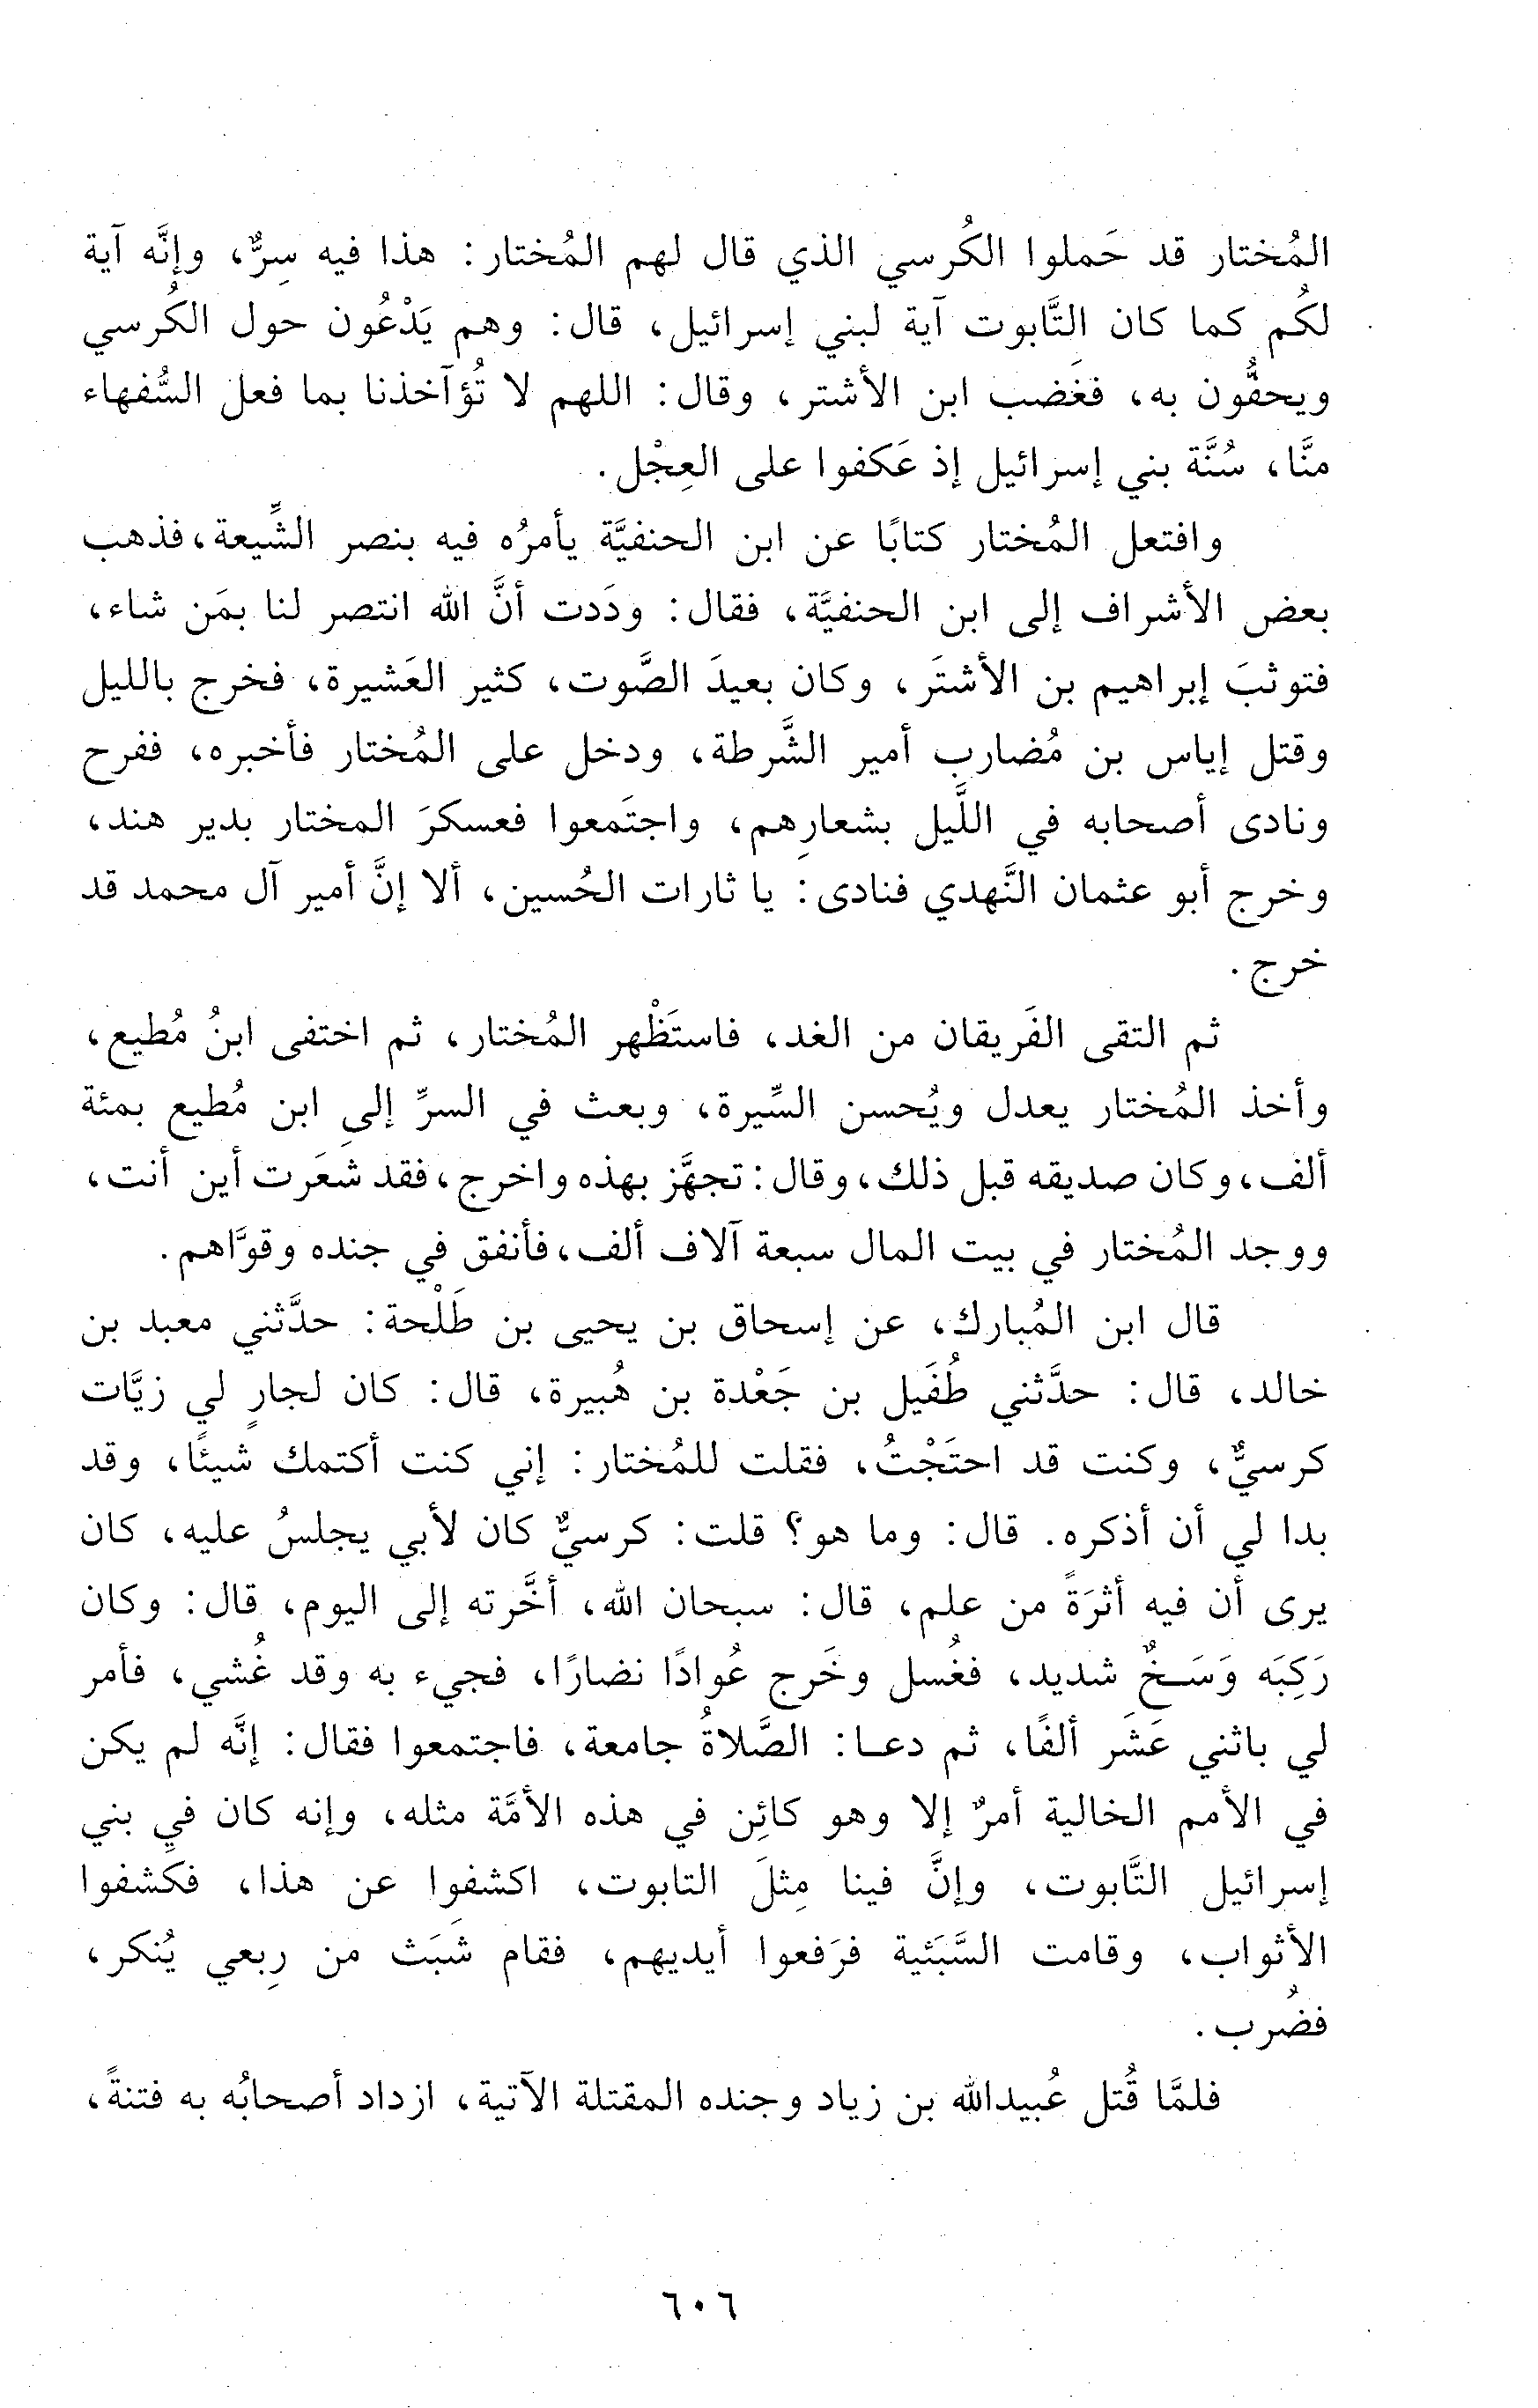 المُختار قد حَملوا الكُرسي الذي قال لهم المُختار: هذا فيه سِرٌّ، وإنَّه آية
لكُم كما كان التَّابوت آية لبني إسرائيل، قال: وهم يَدْعُون حول الكُرسي
ويحفُّون به، فغَضب ابن الأشتر، وقال: اللهم لا تُؤآخذنا بما فعل السُّفهاء
منَّا، سُنَّة بني إسرائيل إذ عَكفوا على العِجْل.
وافتعل المُختار كتابًا عن ابن الحنفيَّة يأمرُه فيه بنصر الشِّيعة، فذهب
بعض الأشراف إلى ابن الحنفيَّة، فقال: ودَدت أنَّ الله انتصر لنا بمَن شاء،
فتوثبَ إبراهيم بن الأشتَر، وكان بعيدَ الصَّوت، كثير العَشيرة، فخرج بالليل
وقتل إياس بن مُضارب أمير الشَّرطة، ودخل على المُختار فأخبره، ففرح
ونادى أصحابه في اللَّيل بشعارِهم، واجتَمعوا فعسكرَ المختار بدير هند،
وخرج أبو عثمان النَّهدي فنادى: يا ثارات الحُسين، ألا إنَّ أمير آل محمد قد
خرج.
ثم التقى الفَريقان من الغد، فاستَظْهر المُختار، ثم اختفى ابنُ مُطيع،
وأخذ المُختار يعدل ويُحسن السِّيرة، وبعث في السرِّ إلى ابن مُطيع بمئة
ألف، وكان صديقه قبل ذلك، وقال: تجهَّز بهذه واخرج، فقد شعَرت أين أنت،
ووجد المُختار في بيت المال سبعة آلاف ألف، فأنفق في جنده وقوَّاهم.
قال ابن المُبارك، عن إسحاق بن يحيى بن طَلْحة: حدَّثني معبد بن
خالد، قال: حدَّثني طُفَيل بن جَعْدة بن هُبيرة، قال: كان لجارٍ لي زيَّات
كرسيٌّ، وكنت قد احتَجْتُ، فقلت للمُختار: إني كنت أكتمك شيئًا، وقد
بدا لي أن أذكره. قال: وما هو؟ قلت: كرسيٌّ كان لأبي يجلسُ عليه، كان
يرى أن فيه أثرَةً من علم، قال: سبحان الله، أخَّرته إلى اليوم، قال: وكان
رَكِبَه وَسَخٌ شديد، فغُسل وخَرج عُوادًا نضارًا، فجيء به وقد غُشي، فأمر
لي باثني عَشَر ألفًا، ثم دعا: الصَّلاةُ جامعة، فاجتمعوا فقال: إنَّه لم يكن
في الأمم الخالية أمرٌ إلا وهو كائِن في هذه الأمَّة مثله، وإنه كان في بني
إسرائيل التَّابوت، وإنَّ فينا مِثلَ التابوت، اكشفوا عن هذا، فكَشفوا
الأثواب، وقامت السَّبَئية فرَفعوا أيديهم، فقام شَبَث من رِبعي يُنكر،
فضُرب.
فلمَّا قُتل عُبيدالله بن زياد وجنده المقتلة الآتية، ازداد أصحابُه به فتنةً،
٦٠٦